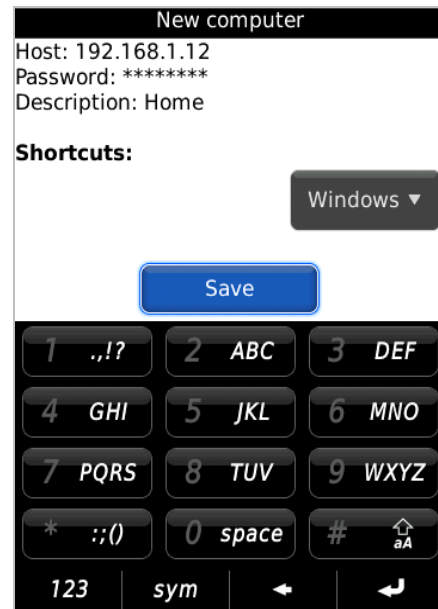 New computer
Host: 192.168.1.12
Password: ********
Description: Home
Shortcuts:
Windows ▼
Save
1 .,!? 2 ABC 3 DEF
4 GHI 5 JKL 6 MNO
7 PQRS 8 TUV 9 WXYZ
* :;() 0 space # aA
123 sym